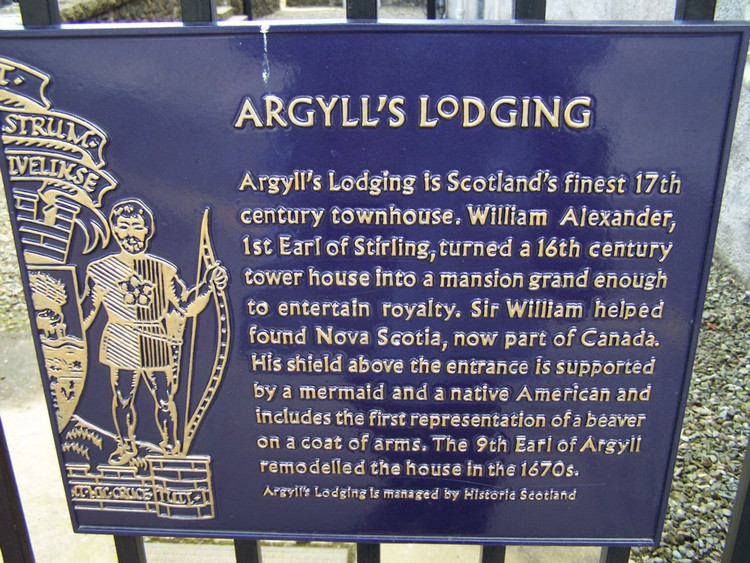 T.
STRUM.
IVELINSE
ARGYLL'S LODGING
Argyll's Lodging is Scotland's finest 17th
century townhouse. William Alexander,
1st Earl of Stirling, turned a 16th century
tower house into a mansion grand enough
to entertain royalty. Sir William helped
found Nova Scotia, now part of Canada.
His shield above the entrance is supported
by a mermaid and a native American and
includes the first representation of a beaver
on a coat of arms. The 9th Earl of Argyll
remodelled the house in the 1670s.
Argyll's Lodging is managed by Historic Scotland